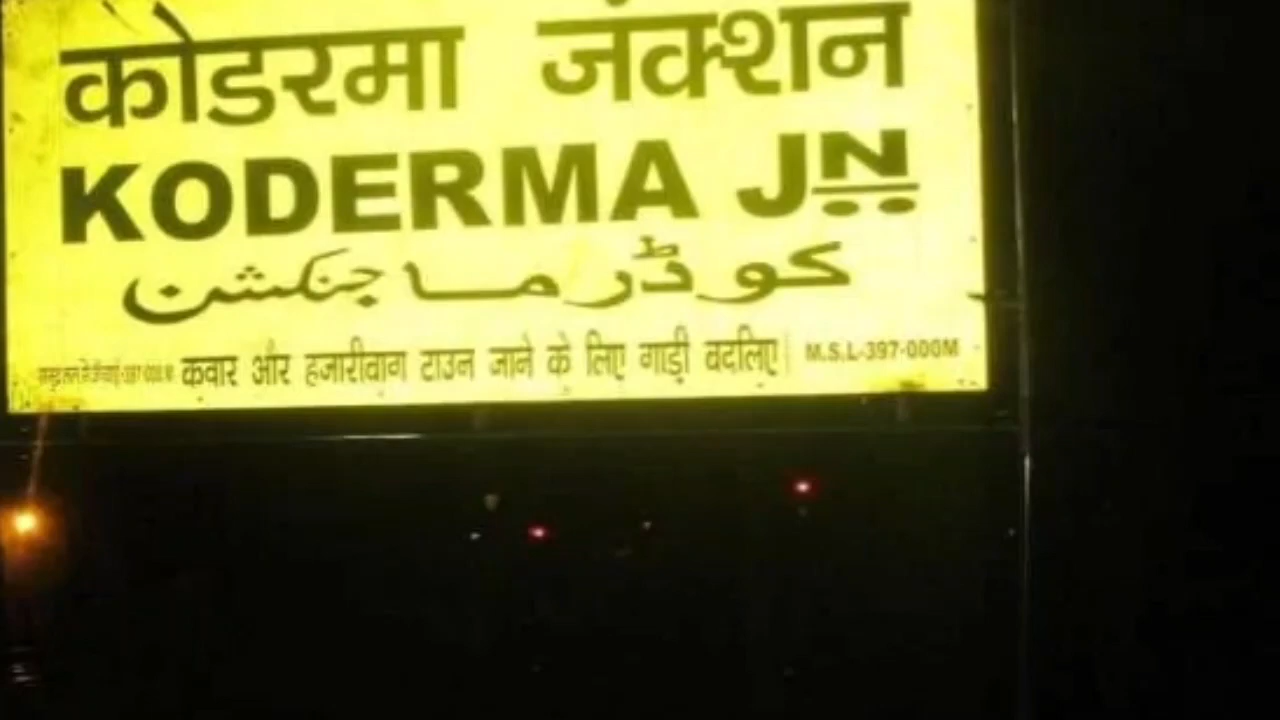 कोडरमा जंक्शन
KODERMA JN
کوڈرما جنکشن
कवार और हजारीवाग टाउन जाने के लिए गाड़ी बदलिए M.S.L-397-000M